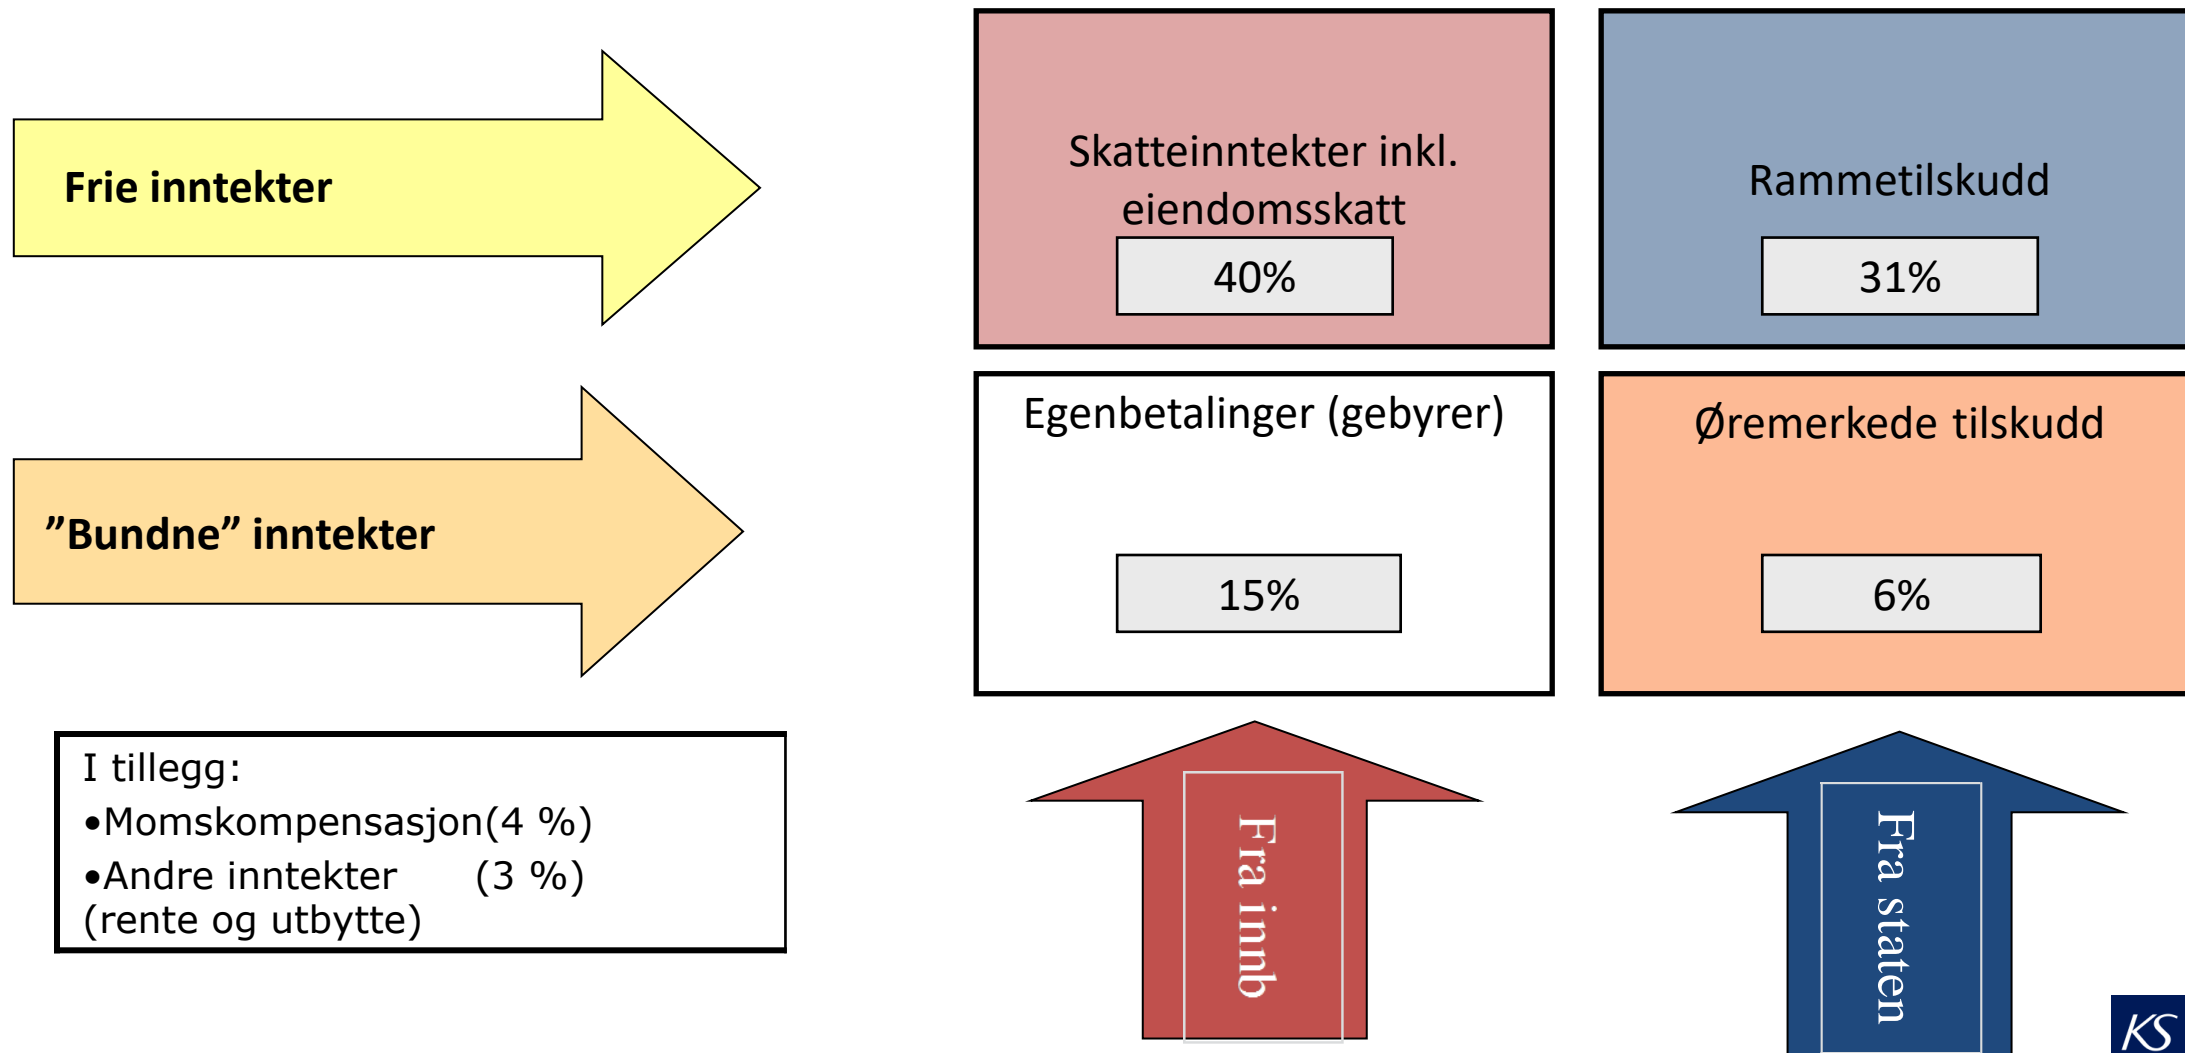 Frie inntekter
Skatteinntekter inkl.
eiendomsskatt
40%
Rammetilskudd
31%
”Bundne” inntekter
Egenbetalinger (gebyrer)
15%
Øremerkede tilskudd
6%
I tillegg:
•Momskompensasjon(4 %)
•Andre inntekter (3 %)
(rente og utbytte)
Fra innb
Fra staten
KS